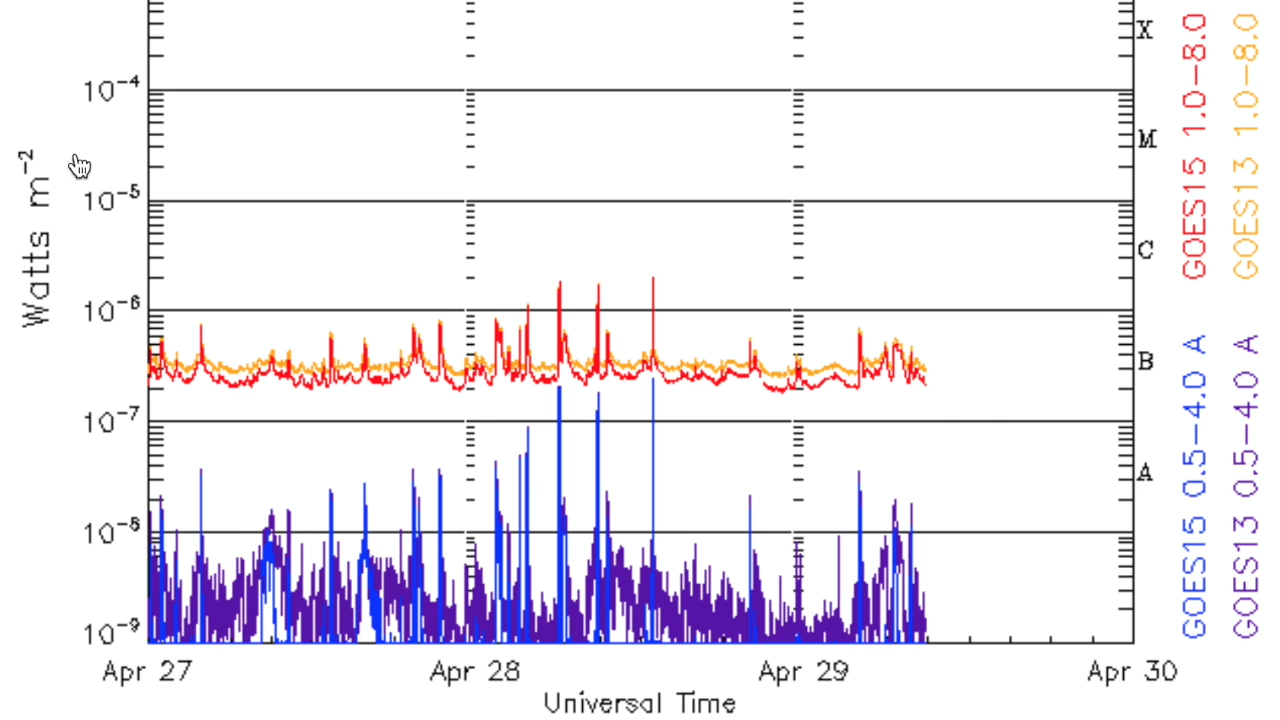 X
10⁻⁴
M
10⁻⁵
C
10⁻⁶
B
10⁻⁷
A
10⁻⁸
10⁻⁹
Watts m⁻²
Apr 27 Apr 28 Apr 29 Apr 30
Universal Time
GOES15 1.0-8.0
GOES13 1.0-8.0
GOES15 0.5-4.0 A
GOES13 0.5-4.0 A